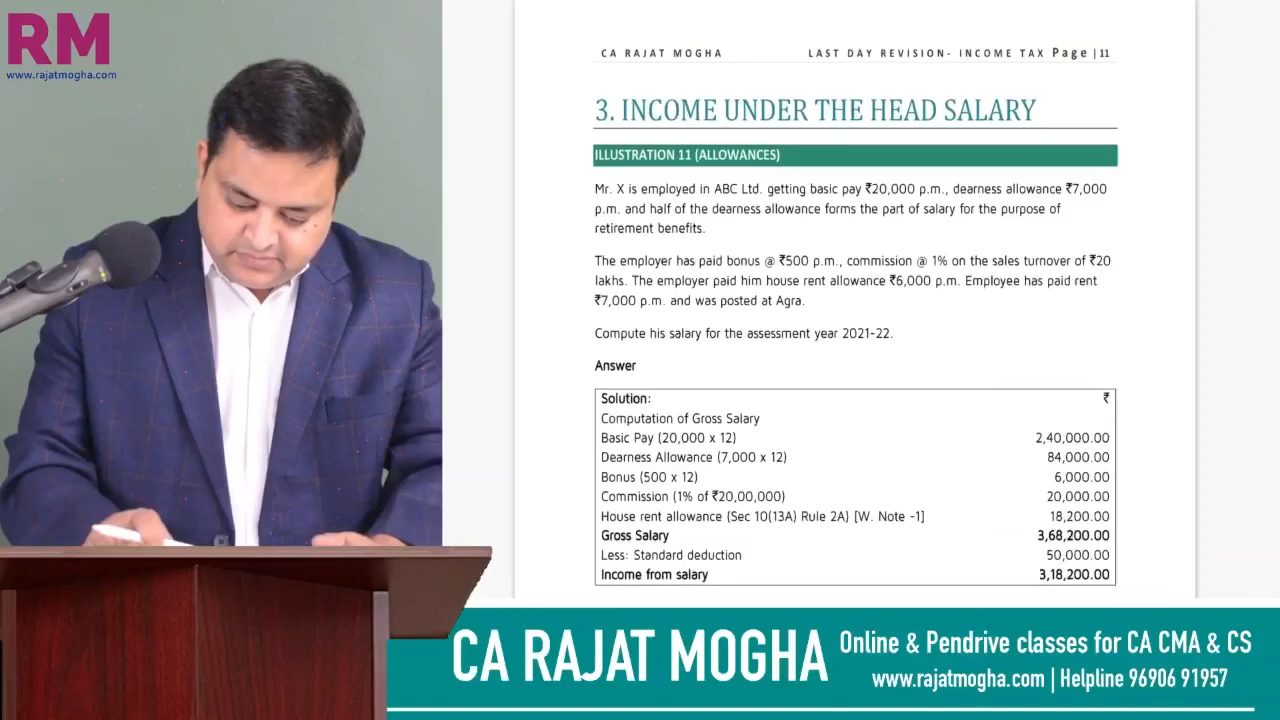 RM
www.rajatmogha.com
CA RAJAT MOGHA LAST DAY REVISION- INCOME TAX Page | 11
3. INCOME UNDER THE HEAD SALARY
ILLUSTRATION 11 (ALLOWANCES)
Mr. X is employed in ABC Ltd. getting basic pay ₹20,000 p.m., dearness allowance ₹7,000
p.m. and half of the dearness allowance forms the part of salary for the purpose of
retirement benefits.
The employer has paid bonus @ ₹500 p.m., commission @ 1% on the sales turnover of ₹20
lakhs. The employer paid him house rent allowance ₹6,000 p.m. Employee has paid rent
₹7,000 p.m. and was posted at Agra.
Compute his salary for the assessment year 2021-22.
Answer
Solution: ₹
Computation of Gross Salary
Basic Pay (20,000 x 12) 2,40,000.00
Dearness Allowance (7,000 x 12) 84,000.00
Bonus (500 x 12) 6,000.00
Commission (1% of ₹20,00,000) 20,000.00
House rent allowance (Sec 10(13A) Rule 2A) [W. Note -1] 18,200.00
Gross Salary 3,68,200.00
Less: Standard deduction 50,000.00
Income from salary 3,18,200.00
CA RAJAT MOGHA
Online & Pendrive classes for CA CMA & CS
www.rajatmogha.com | Helpline 96906 91957